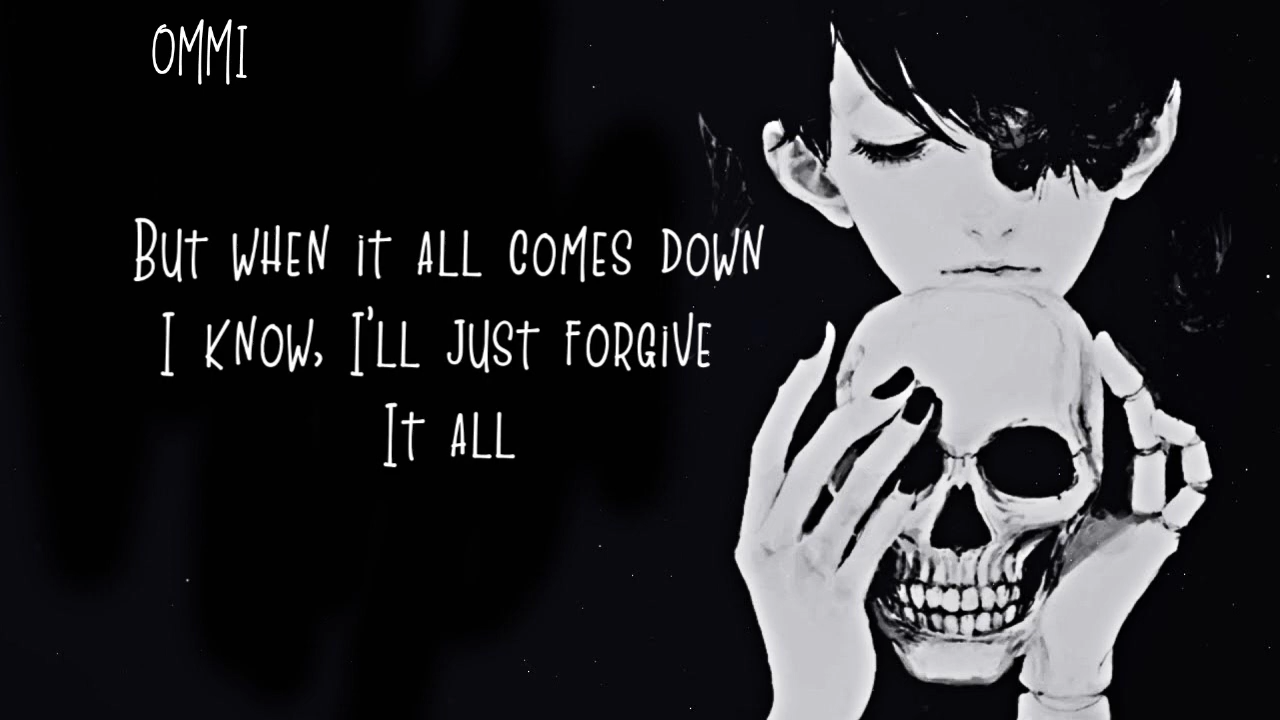 OMMI
But when it all comes down
I know, I'll just forgive
It all